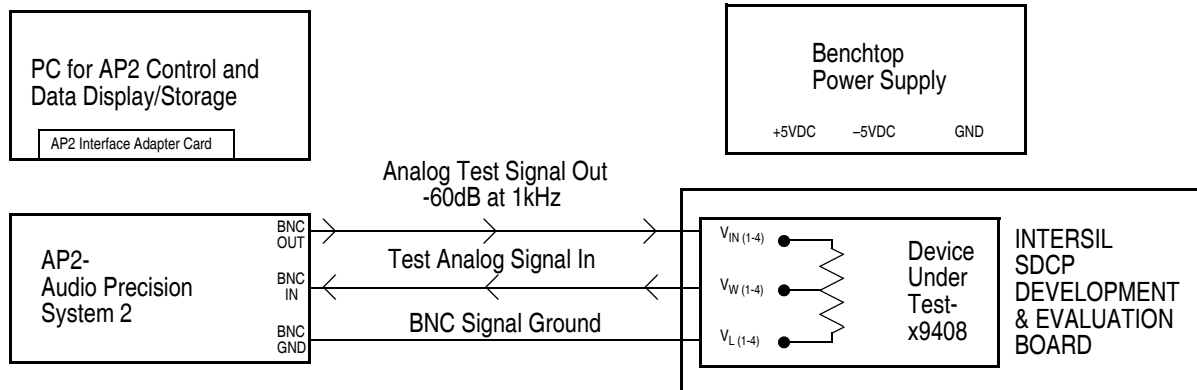 PC for AP2 Control and
Data Display/Storage
AP2 Interface Adapter Card
Benchtop
Power Supply
+5VDC –5VDC GND
Analog Test Signal Out
-60dB at 1kHz
AP2-
Audio Precision
System 2
BNC
OUT
BNC
IN
BNC
GND
Test Analog Signal In
BNC Signal Ground
VIN (1-4)
VW (1-4)
VL (1-4)
Device
Under
Test-
x9408
INTERSIL
SDCP
DEVELOPMENT
& EVALUATION
BOARD